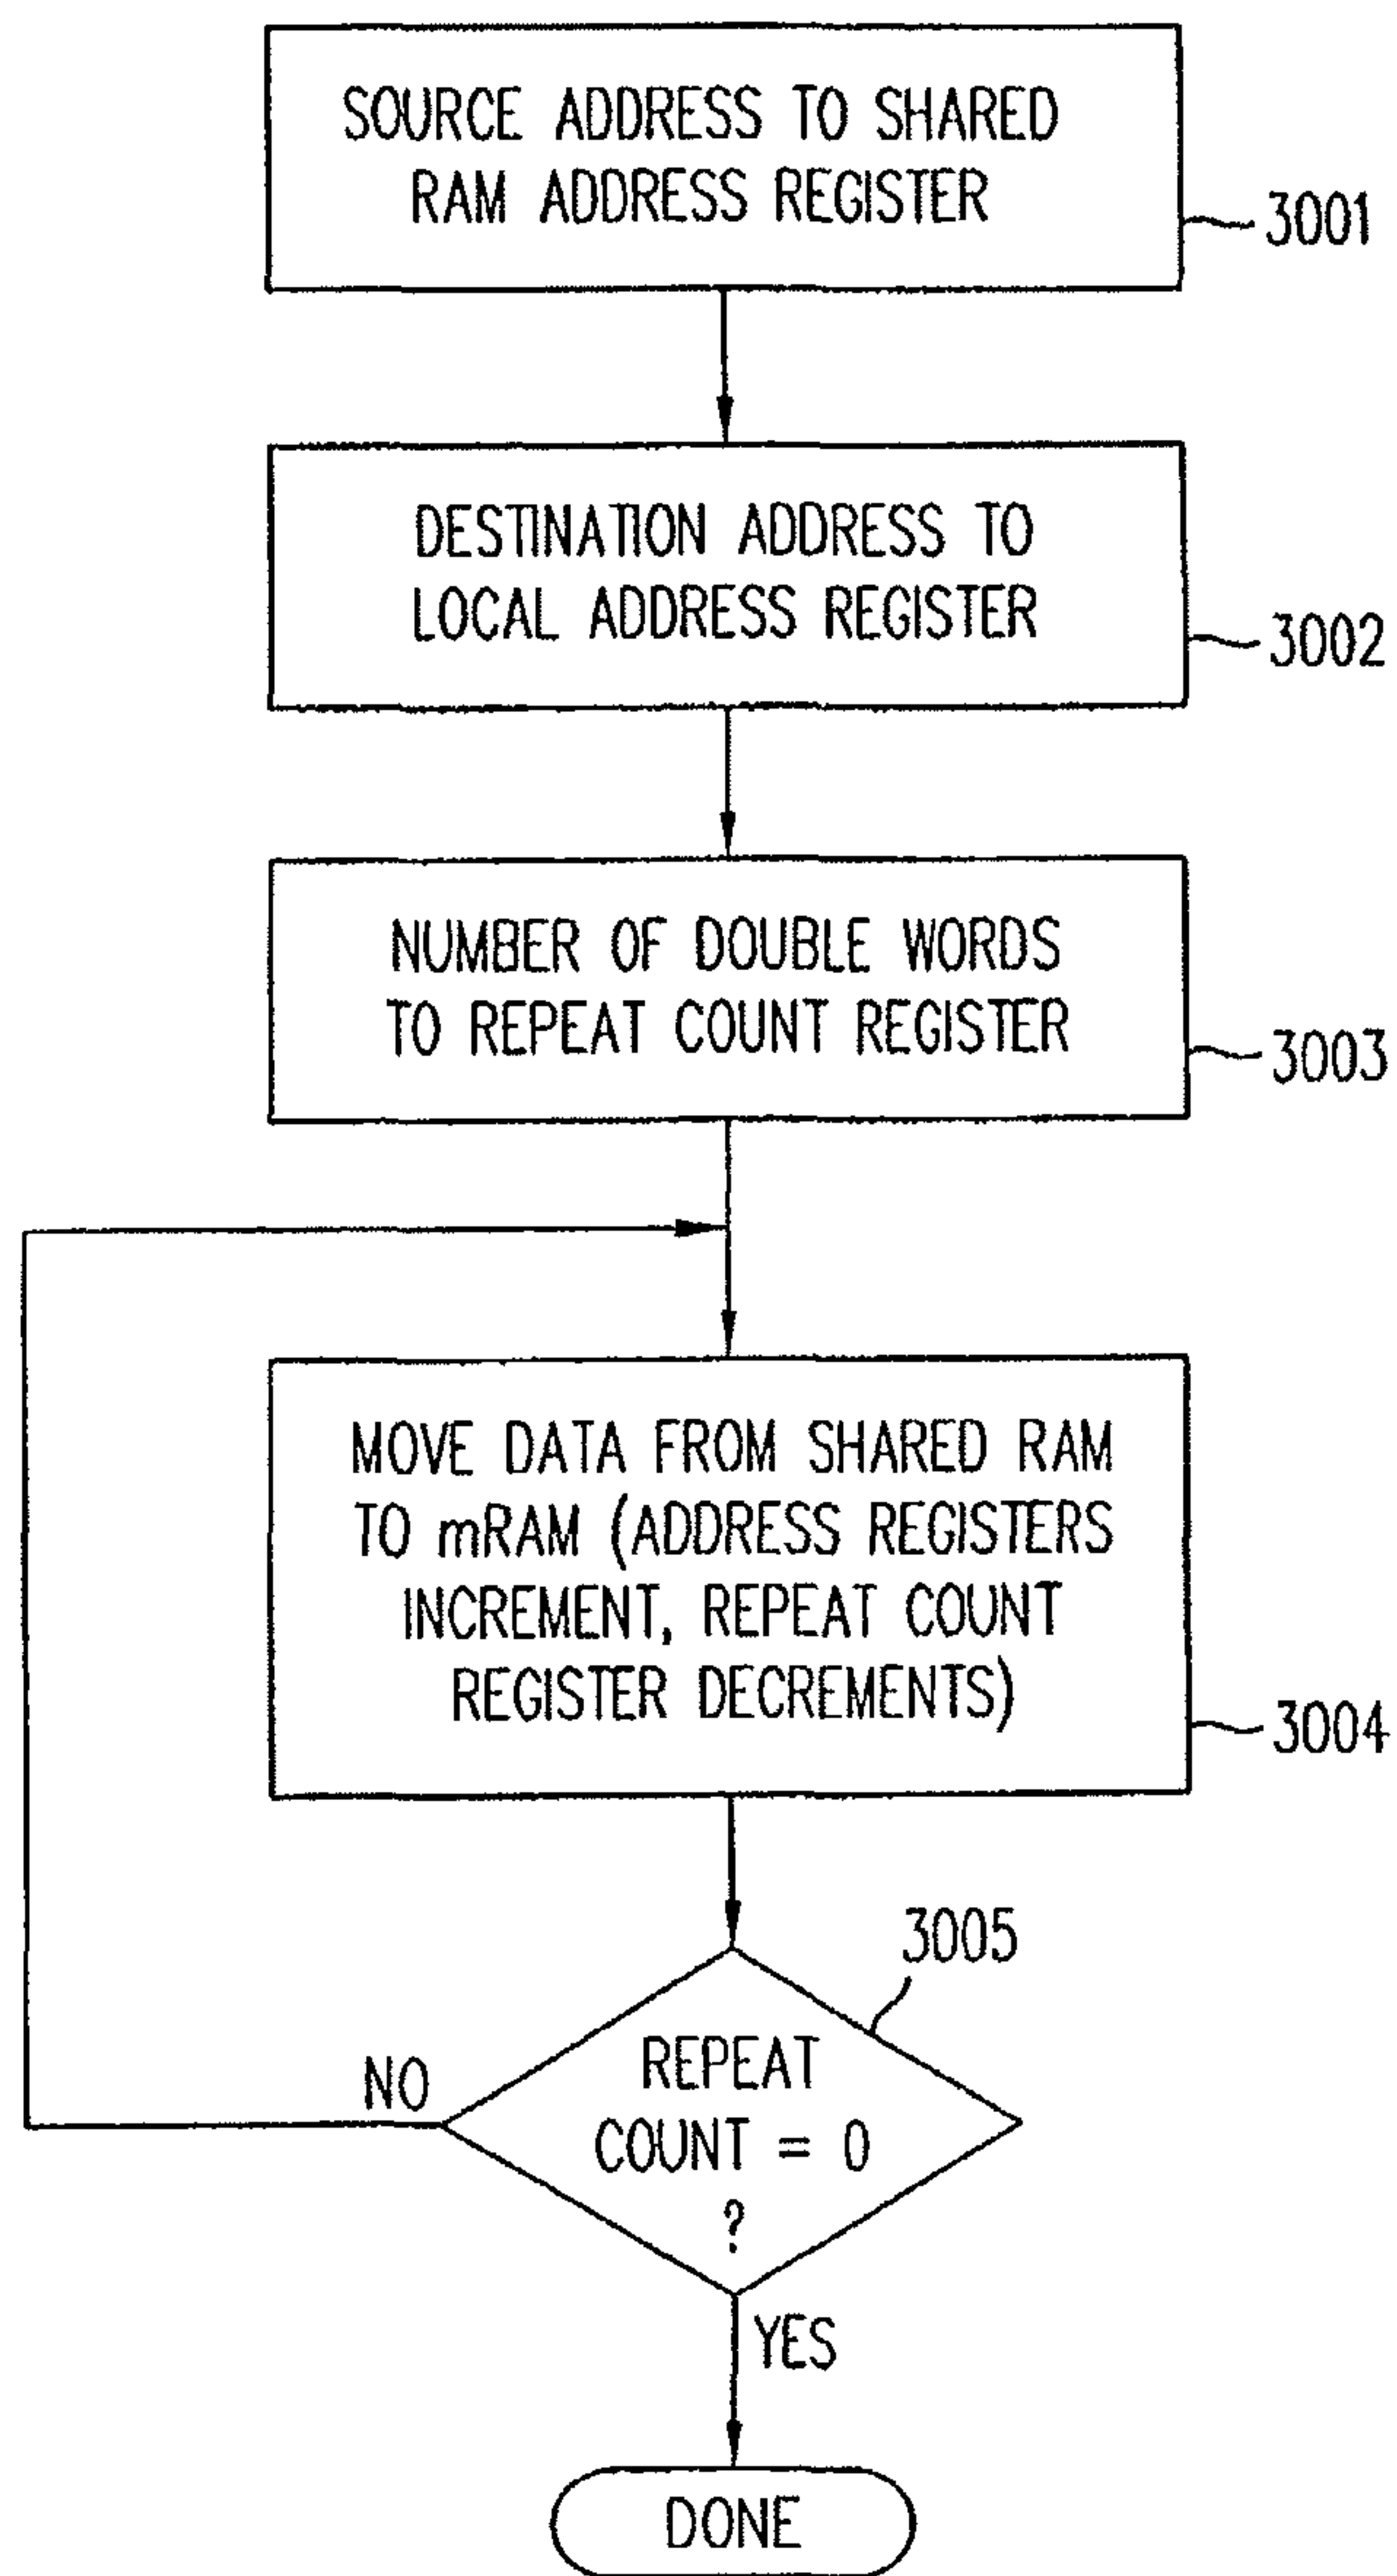 SOURCE ADDRESS TO SHARED
RAM ADDRESS REGISTER
3001
DESTINATION ADDRESS TO
LOCAL ADDRESS REGISTER
3002
NUMBER OF DOUBLE WORDS
TO REPEAT COUNT REGISTER
3003
MOVE DATA FROM SHARED RAM
TO mRAM (ADDRESS REGISTERS
INCREMENT, REPEAT COUNT
REGISTER DECREMENTS)
3004
3005
REPEAT
COUNT = 0
?
NO
YES
DONE